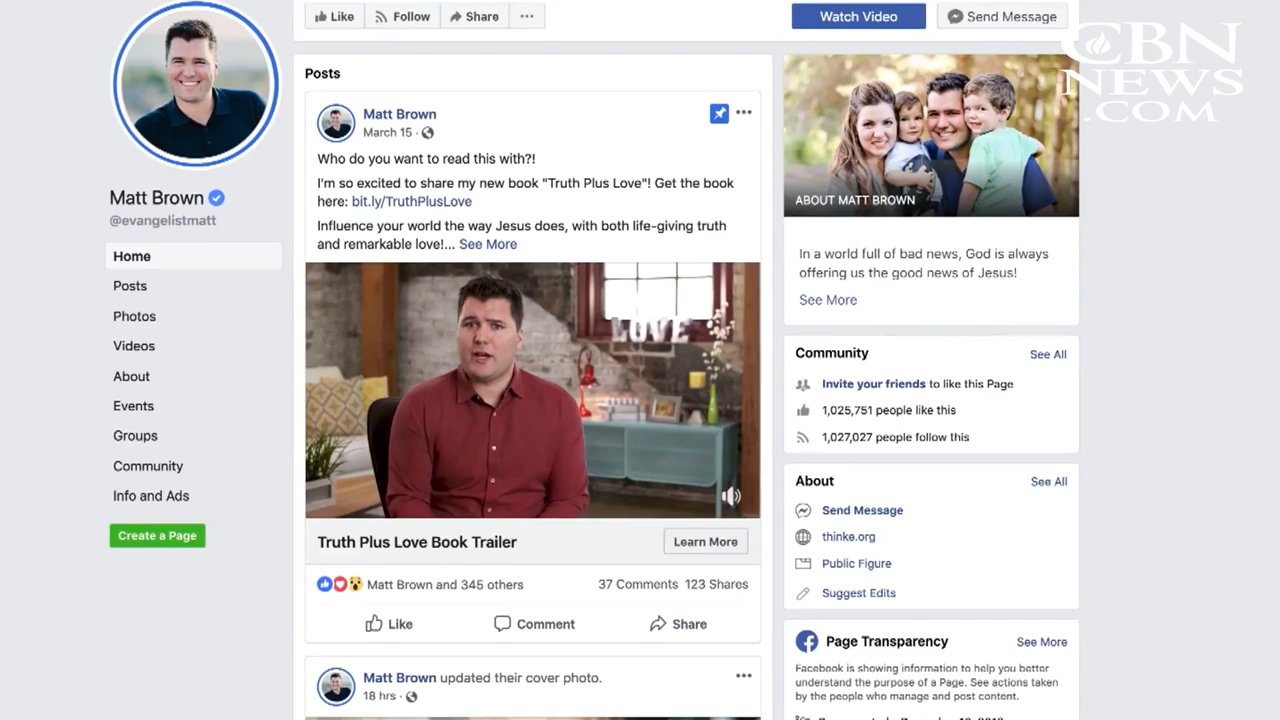 Like Follow Share
Watch Video Send Message
CBN
NEWS
.COM
Matt Brown
@evangelistmatt
Home
Posts
Photos
Videos
About
Events
Groups
Community
Info and Ads
Create a Page
Posts
Matt Brown
March 15 ·
Who do you want to read this with?!
I'm so excited to share my new book "Truth Plus Love"! Get the book
here: bit.ly/TruthPlusLove
Influence your world the way Jesus does, with both life-giving truth
and remarkable love!... See More
LOVE
Truth Plus Love Book Trailer Learn More
Matt Brown and 345 others 37 Comments 123 Shares
Like Comment Share
Matt Brown updated their cover photo.
18 hrs ·
ABOUT MATT BROWN
In a world full of bad news, God is always
offering us the good news of Jesus!
See More
Community See All
Invite your friends to like this Page
1,025,751 people like this
1,027,027 people follow this
About See All
Send Message
thinke.org
Public Figure
Suggest Edits
Page Transparency See More
Facebook is showing information to help you better
understand the purpose of a Page. See actions taken
by the people who manage and post content.